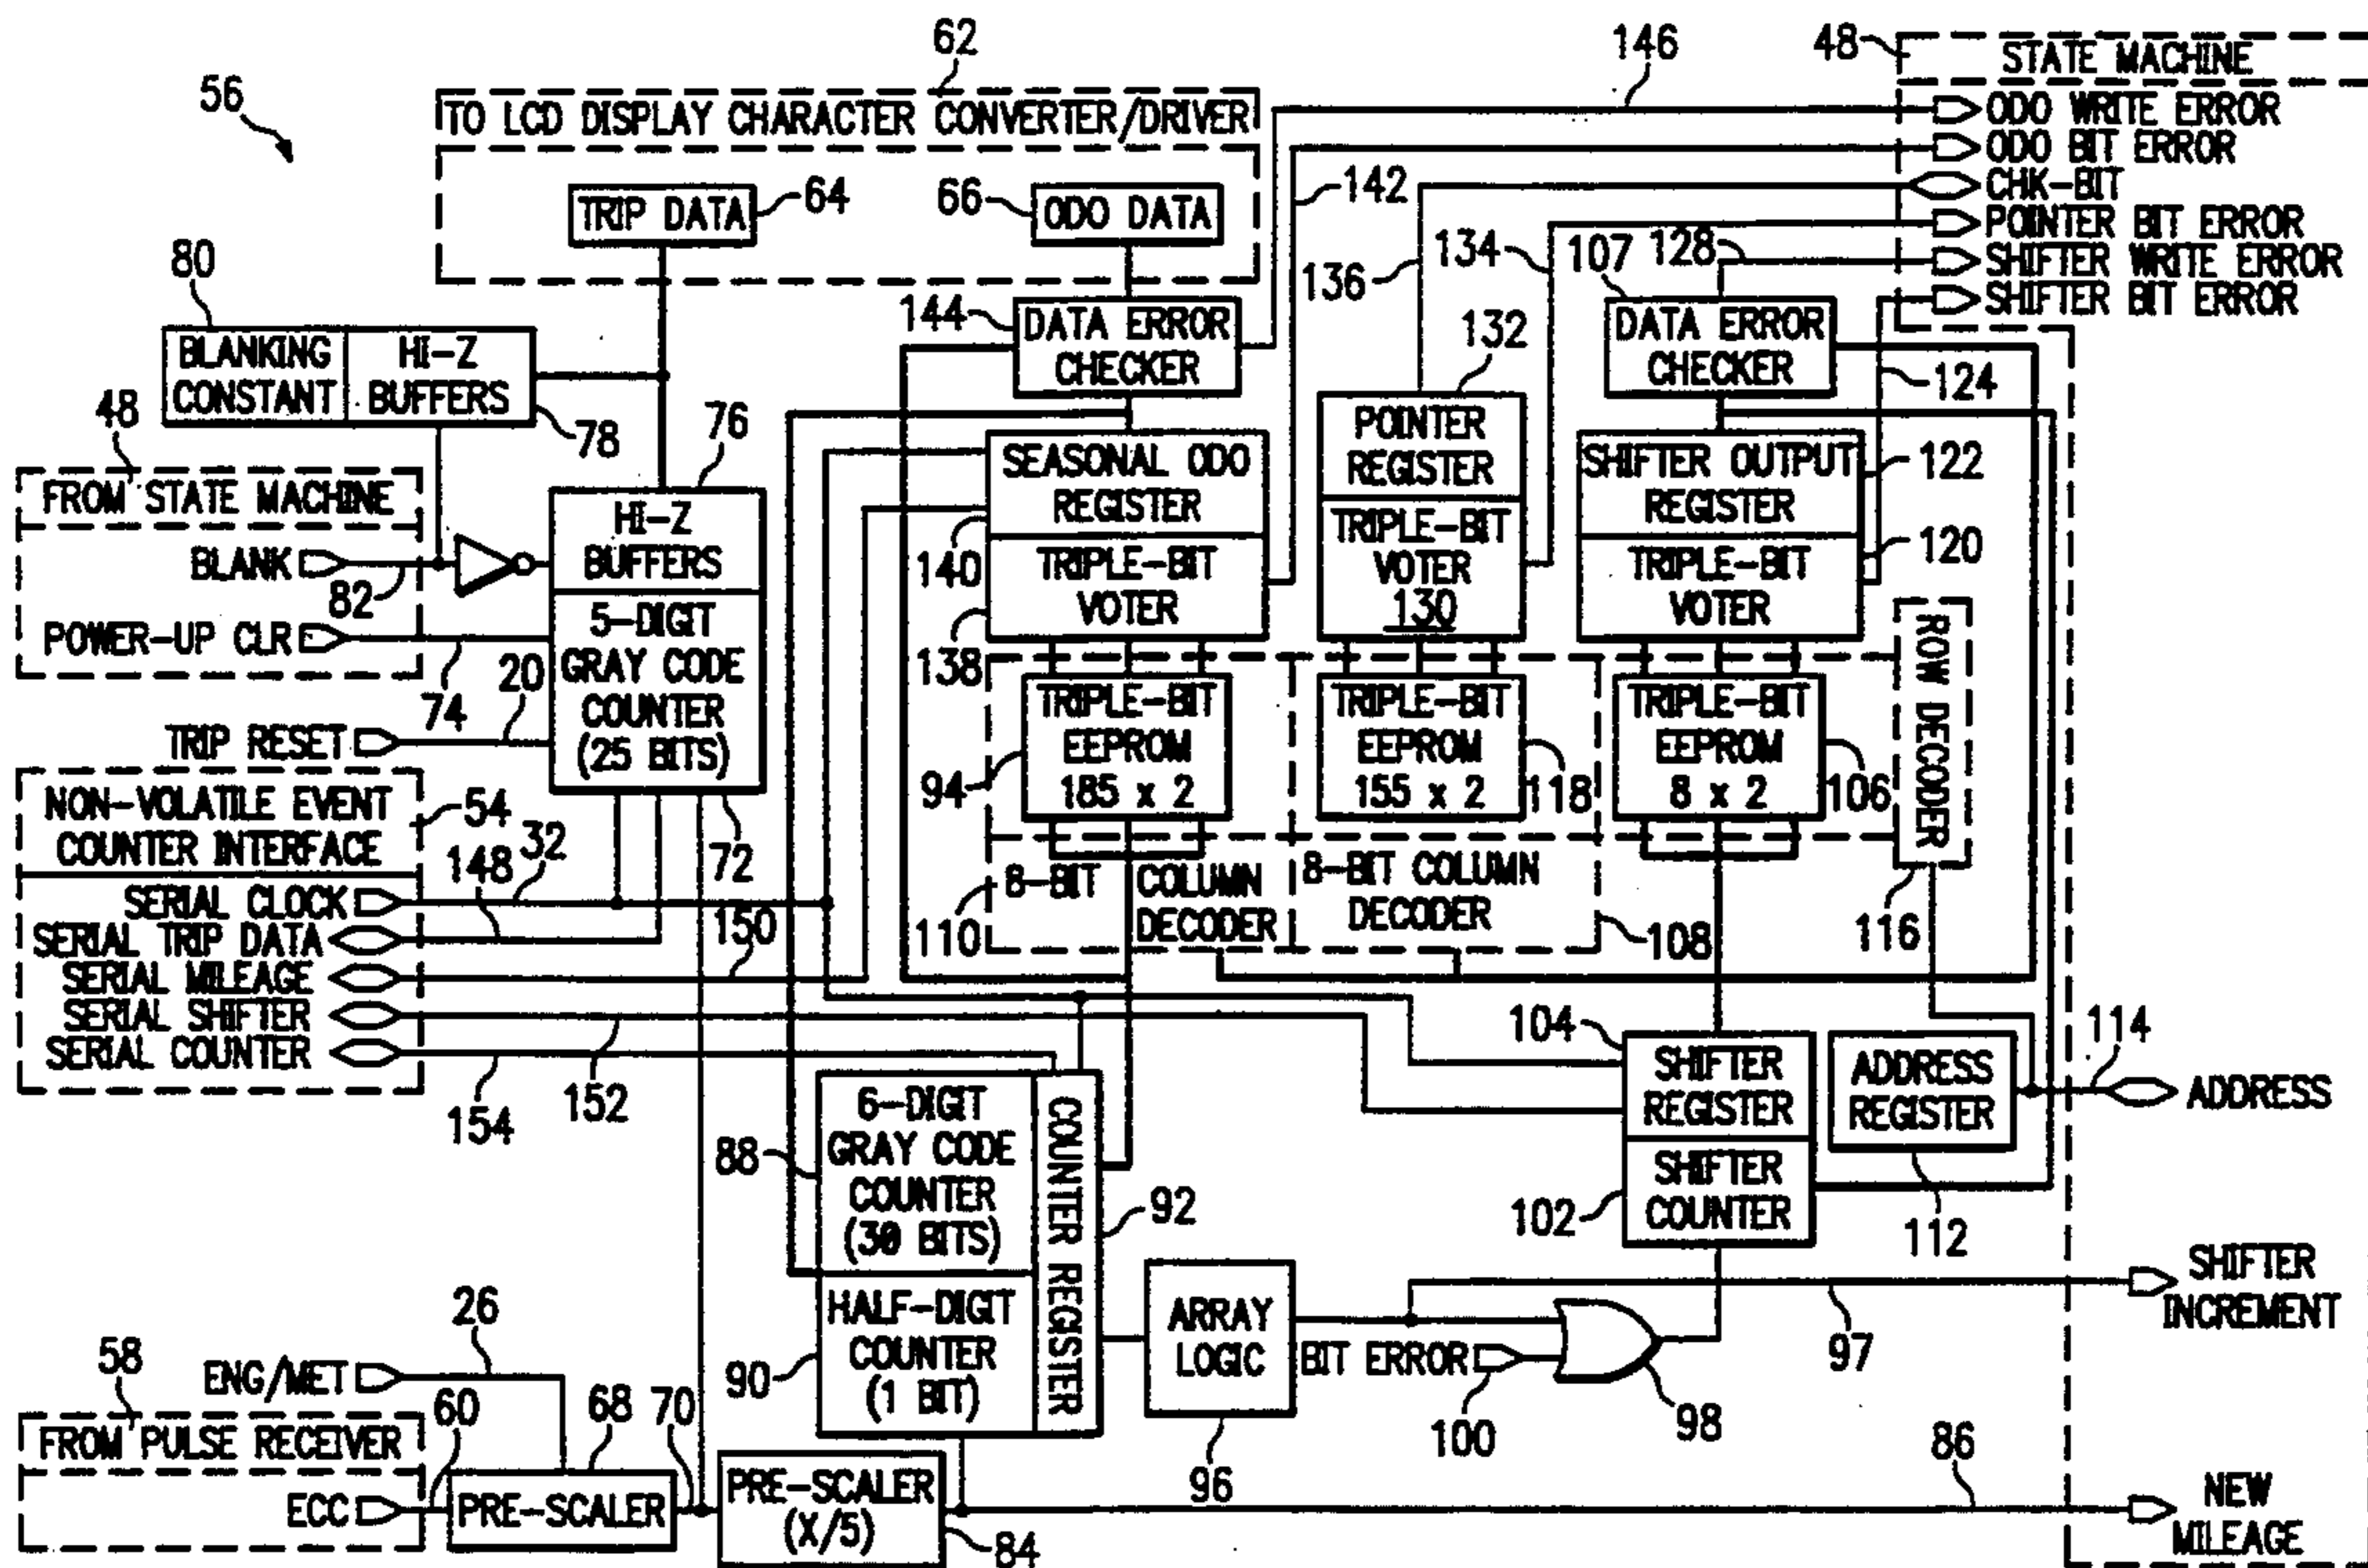 62
146
48
STATE MACHINE
56
TO LCD DISPLAY CHARACTER CONVERTER/DRIVER
ODO WRITE ERROR
ODO BIT ERROR
CHK-BIT
POINTER BIT ERROR
SHIFTER WRITE ERROR
SHIFTER BIT ERROR
TRIP DATA
64
66
ODO DATA
142
136
134
107
128
80
BLANKING
CONSTANT
HI-Z
BUFFERS
78
144
DATA ERROR
CHECKER
132
DATA ERROR
CHECKER
124
48
FROM STATE MACHINE
BLANK
82
POWER-UP CLR
74
20
TRIP RESET
76
HI-Z
BUFFERS
5-DIGIT
GRAY CODE
COUNTER
(25 BITS)
72
SEASONAL ODO
REGISTER
140
TRIPLE-BIT
VOTER
138
POINTER
REGISTER
TRIPLE-BIT
VOTER
130
SHIFTER OUTPUT
REGISTER
122
TRIPLE-BIT
VOTER
120
ROW DECODER
TRIPLE-BIT
EEPROM
185 x 2
94
TRIPLE-BIT
EEPROM
155 x 2
118
TRIPLE-BIT
EEPROM
8 x 2
106
NON-VOLATILE EVENT
COUNTER INTERFACE
54
32
148
SERIAL CLOCK
SERIAL TRIP DATA
SERIAL MILEAGE
SERIAL SHIFTER
SERIAL COUNTER
150
152
154
110
8-BIT COLUMN
DECODER
8-BIT COLUMN
DECODER
108
116
104
SHIFTER
REGISTER
SHIFTER
COUNTER
102
ADDRESS
REGISTER
112
114
ADDRESS
88
6-DIGIT
GRAY CODE
COUNTER
(30 BITS)
HALF-DIGIT
COUNTER
(1 BIT)
90
COUNTER REGISTER
92
ARRAY
LOGIC
96
BIT ERROR
100
98
97
SHIFTER
INCREMENT
26
ENG/MET
58
FROM PULSE RECEIVER
ECC
60
68
PRE-SCALER
70
PRE-SCALER
(X/5)
84
86
NEW
MILEAGE